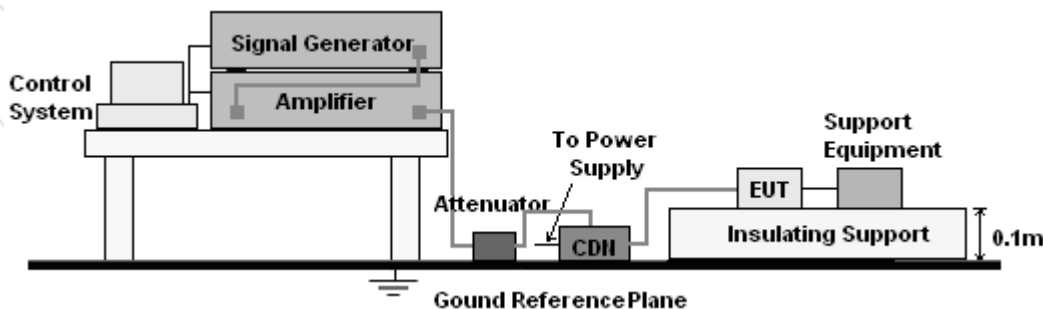 Signal Generator
Control
System
Amplifier
To Power
Supply
Support
Equipment
Attenuator
EUT
CDN
Insulating Support
0.1m
Gound Reference Plane